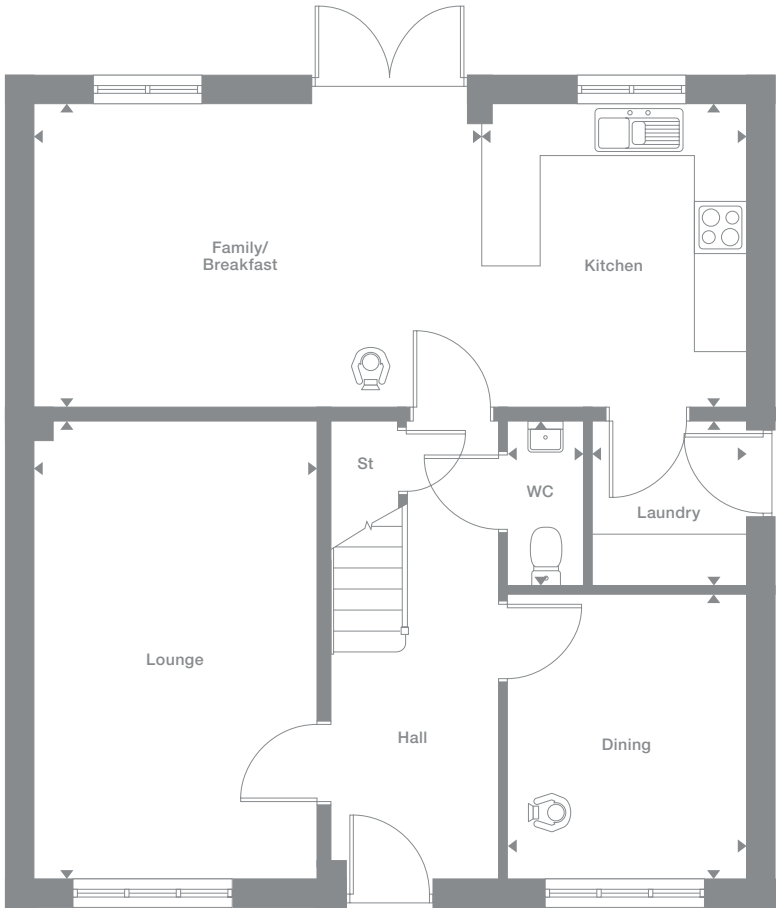 Family/
Breakfast
Kitchen
St
WC
Laundry
Lounge
Hall
Dining